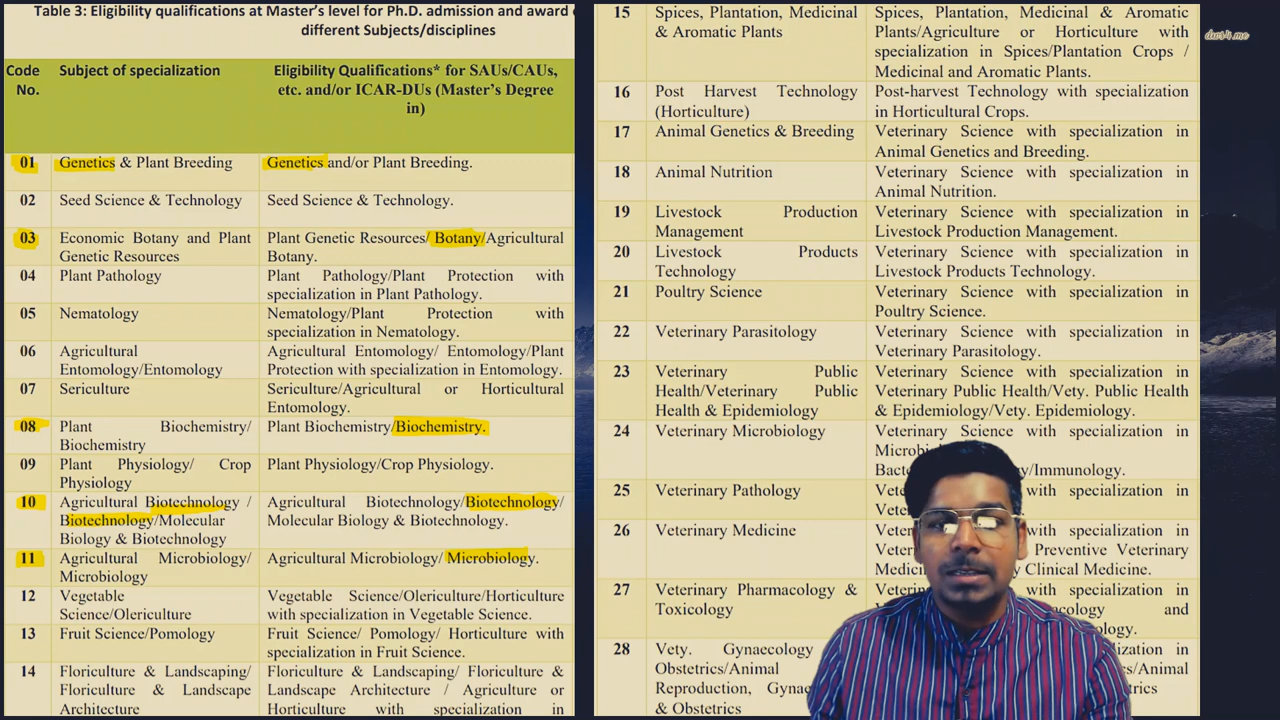 Table 3: Eligibility qualifications at Master's level for Ph.D. admission and award
different Subjects/disciplines
Code No.
Subject of specialization
Eligibility Qualifications* for SAUs/CAUs,
etc. and/or ICAR-DUs (Master's Degree
in)
01
Genetics & Plant Breeding
Genetics and/or Plant Breeding.
02
Seed Science & Technology
Seed Science & Technology.
03
Economic Botany and Plant
Genetic Resources
Plant Genetic Resources/ Botany/Agricultural
Botany.
04
Plant Pathology
Plant Pathology/Plant Protection with
specialization in Plant Pathology.
05
Nematology
Nematology/Plant Protection with
specialization in Nematology.
06
Agricultural
Entomology/Entomology
Agricultural Entomology/ Entomology/Plant
Protection with specialization in Entomology.
07
Sericulture
Sericulture/Agricultural or Horticultural
Entomology.
08
Plant Biochemistry/
Biochemistry
Plant Biochemistry/Biochemistry.
09
Plant Physiology/ Crop
Physiology
Plant Physiology/Crop Physiology.
10
Agricultural Biotechnology /
Biotechnology/Molecular
Biology & Biotechnology
Agricultural Biotechnology/Biotechnology/
Molecular Biology & Biotechnology.
11
Agricultural Microbiology/
Microbiology
Agricultural Microbiology/ Microbiology.
12
Vegetable
Science/Olericulture
Vegetable Science/Olericulture/Horticulture
with specialization in Vegetable Science.
13
Fruit Science/Pomology
Fruit Science/ Pomology/ Horticulture with
specialization in Fruit Science.
14
Floriculture & Landscaping/
Floriculture & Landscape
Architecture
Floriculture & Landscaping/ Floriculture &
Landscape Architecture / Agriculture or
Horticulture with specialization in
15
Spices, Plantation, Medicinal
& Aromatic Plants
Spices, Plantation, Medicinal & Aromatic
Plants/Agriculture or Horticulture with
specialization in Spices/Plantation Crops /
Medicinal and Aromatic Plants.
16
Post Harvest Technology
(Horticulture)
Post-harvest Technology with specialization
in Horticultural Crops.
17
Animal Genetics & Breeding
Veterinary Science with specialization in
Animal Genetics and Breeding.
18
Animal Nutrition
Veterinary Science with specialization in
Animal Nutrition.
19
Livestock Production
Management
Veterinary Science with specialization in
Livestock Production Management.
20
Livestock Products
Technology
Veterinary Science with specialization in
Livestock Products Technology.
21
Poultry Science
Veterinary Science with specialization in
Poultry Science.
22
Veterinary Parasitology
Veterinary Science with specialization in
Veterinary Parasitology.
23
Veterinary Public
Health/Veterinary Public
Health & Epidemiology
Veterinary Science with specialization in
Veterinary Public Health/Vety. Public Health
& Epidemiology/Vety. Epidemiology.
24
Veterinary Microbiology
Veterinary Science with specialization in
/Immunology.
25
Veterinary Pathology
with specialization in
26
Veterinary Medicine
with specialization in
Preventive Veterinary
Clinical Medicine.
27
Veterinary Pharmacology &
Toxicology
with specialization in
and
28
Vety. Gynaecology
Obstetrics/Animal
Reproduction,
& Obstetrics
in